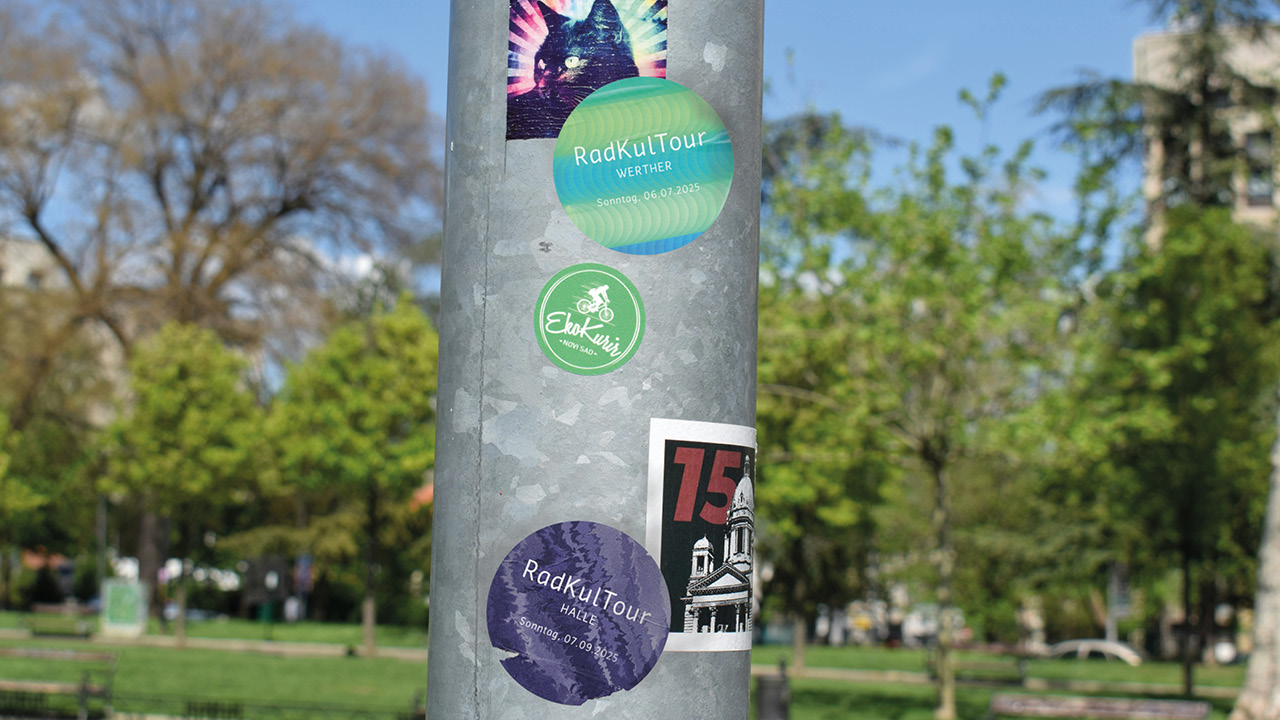 RadKulTour
WERTHER
Sonntag, 06.07.2025
EkoKurir
•NOVI SAD•
15
RadKulTour
HALLE
Sonntag, 07.09.2025